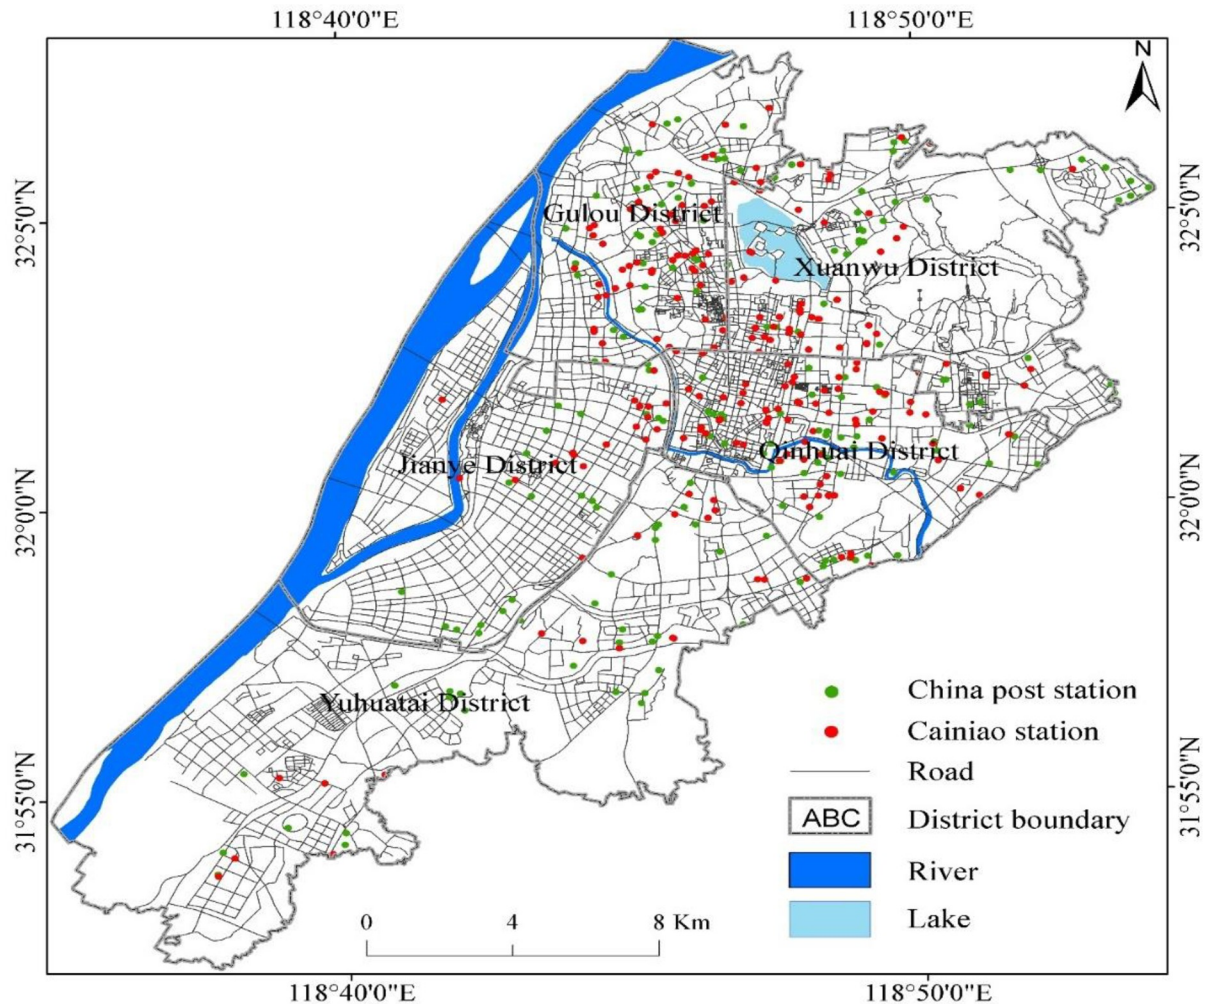 118°40'0"E
118°50'0"E
N
32°5'0"N
32°5'0"N
Gulou District
Xuanwu District
Qinhuai District
Jianye District
32°0'0"N
32°0'0"N
Yuhuatai District
China post station
Cainiao station
Road
ABC
District boundary
River
Lake
31°55'0"N
31°55'0"N
0
4
8 Km
118°40'0"E
118°50'0"E